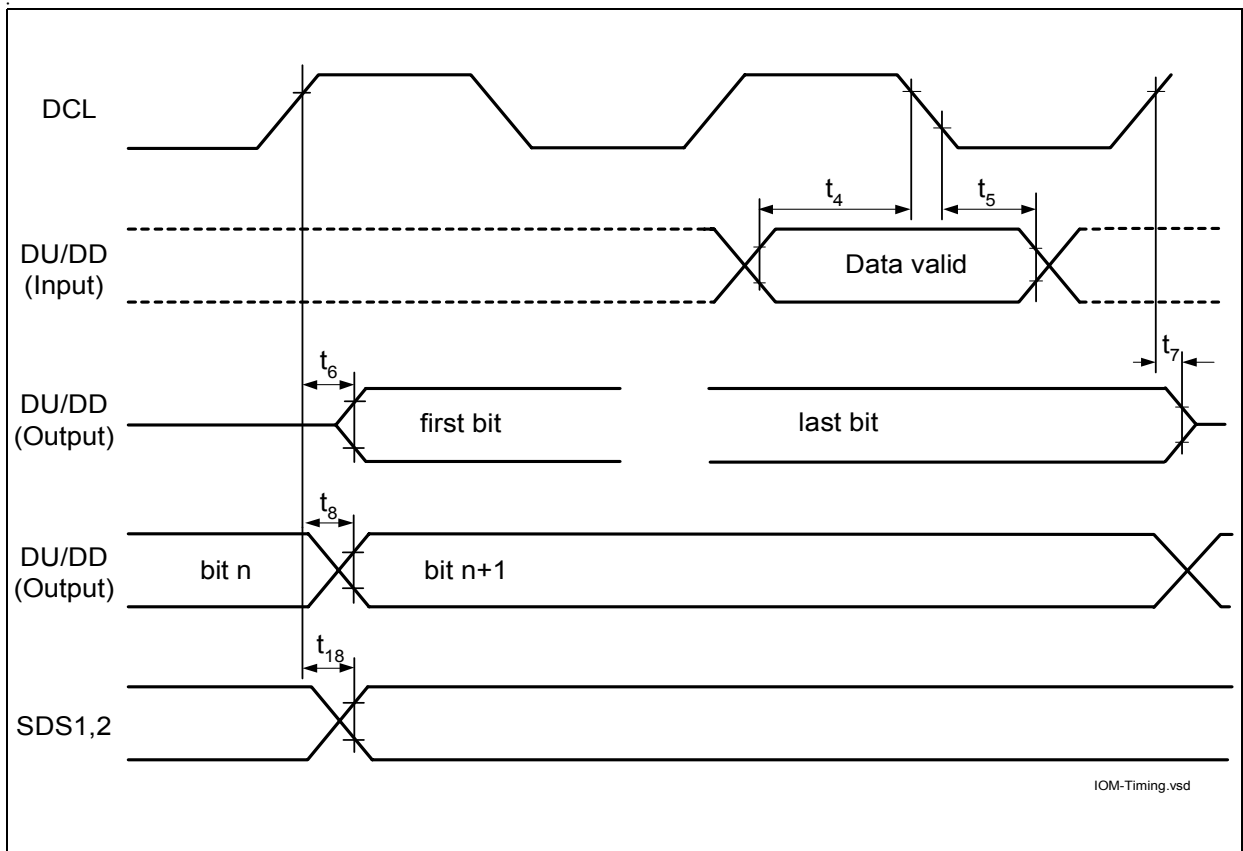 DCL
t4
t5
DU/DD
(Input)
Data valid
t6
t7
DU/DD
(Output)
first bit
last bit
t8
DU/DD
(Output)
bit n
bit n+1
t18
SDS1,2
IOM-Timing.vsd